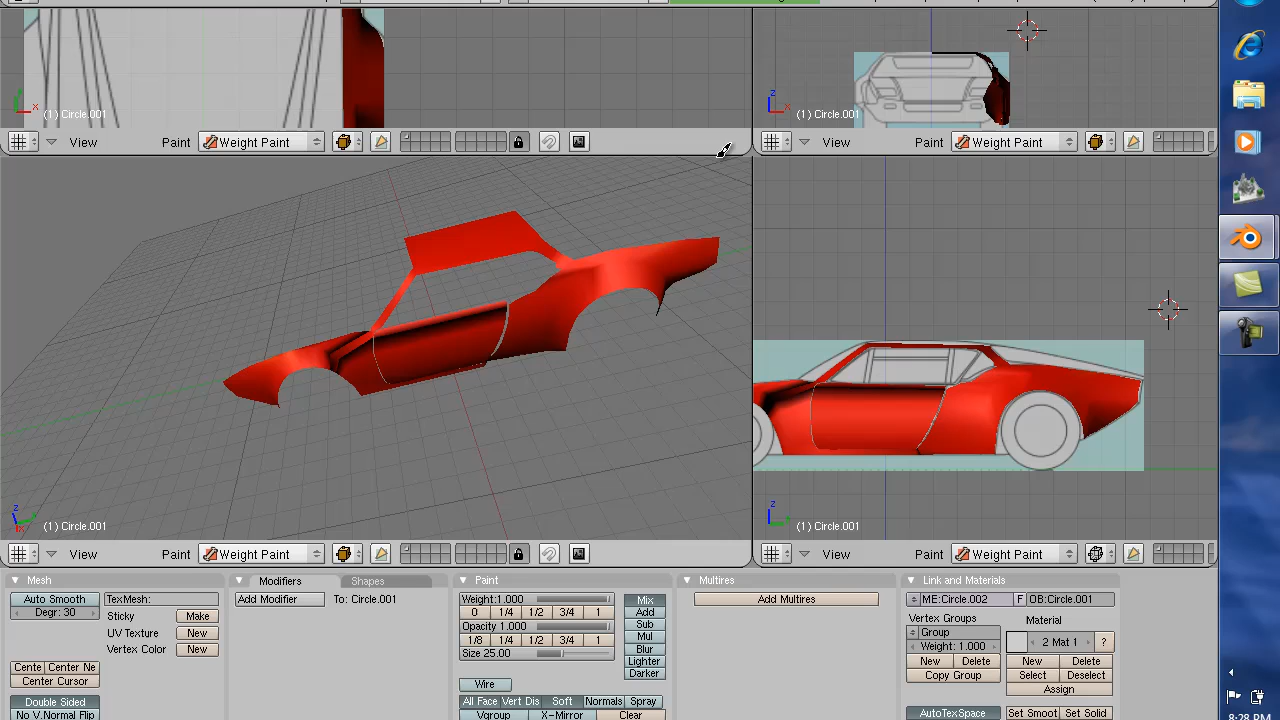 (1) Circle.001
(1) Circle.001
View Paint Weight Paint
View Paint Weight Paint
(1) Circle.001
(1) Circle.001
View Paint Weight Paint
View Paint Weight Paint
Mesh
Auto Smooth
Degr: 30
TexMesh:
Sticky Make
UV Texture New
Vertex Color New
Cente Center Ne
Center Cursor
Double Sided
No V.Normal Flip
Modifiers Shapes
Add Modifier To: Circle.001
Paint
Weight:1.000
0 1/4 1/2 3/4 1
Opacity 1.000
1/8 1/4 1/2 3/4 1
Size 25.00
Mix
Add
Sub
Mul
Blur
Lighter
Darker
Wire
All Face Vert Dis Soft Normals Spray
Vgroup X-Mirror Clear
Multires
Add Multires
Link and Materials
ME:Circle.002 F OB:Circle.001
Vertex Groups
Group
Weight: 1.000
New Delete
Copy Group
Material
2 Mat 1 ?
New Delete
Select Deselect
Assign
AutoTexSpace Set Smoot Set Solid
8:28 PM